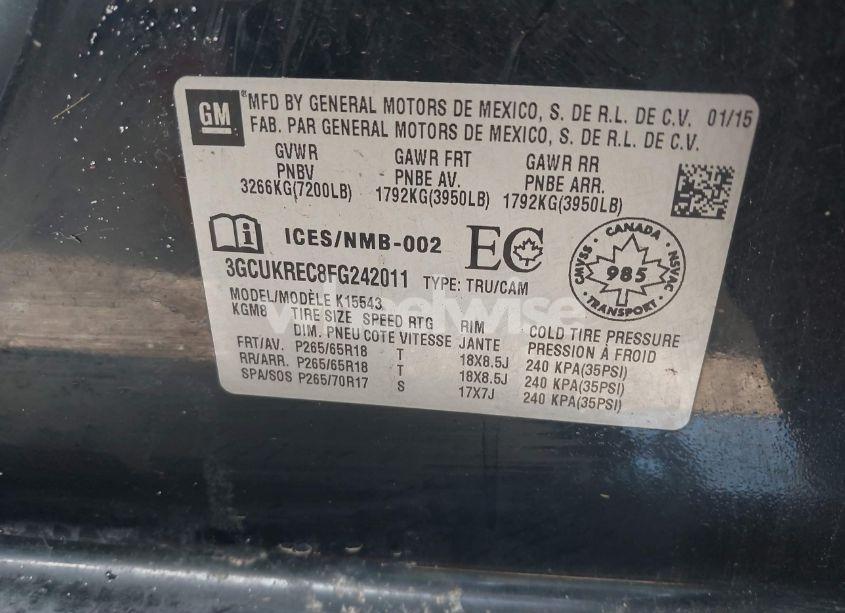 GM
®MFD BY GENERAL MOTORS DE MEXICO, S. DE R.L. DE C.V. 01/15
FAB. PAR GENERAL MOTORS DE MEXICO, S. DE R.L. DE C.V.
GVWR GAWR FRT GAWR RR
PNBV PNBE AV. PNBE ARR.
3266KG(7200LB) 1792KG(3950LB) 1792KG(3950LB)
i ICES/NMB-002 EC
CANADA
CMVSS 985 NSVAC
TRANSPORT
3GCUKREC8FG242011 TYPE: TRU/CAM
MODEL/MODÈLE K15543
KGM8 TIRE SIZE SPEED RTG RIM COLD TIRE PRESSURE
DIM. PNEU COTE VITESSE JANTE PRESSION À FROID
FRT/AV. P265/65R18 T 18X8.5J 240 KPA(35PSI)
RR/ARR. P265/65R18 T 18X8.5J 240 KPA(35PSI)
SPA/SOS P265/70R17 S 17X7J 240 KPA(35PSI)
wheelwise